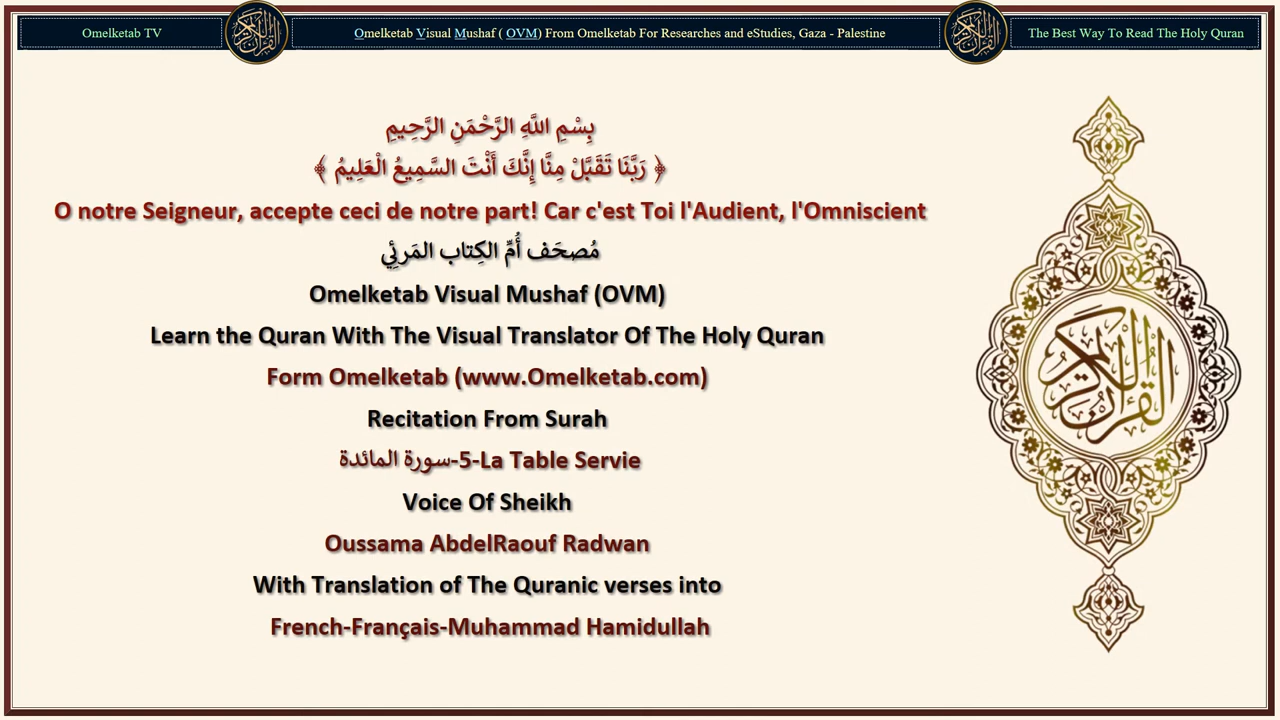 Omelketab TV
Omelketab Visual Mushaf ( OVM) From Omelketab For Researches and eStudies, Gaza - Palestine
The Best Way To Read The Holy Quran
بِسْمِ اللَّهِ الرَّحْمَنِ الرَّحِيمِ
﴿ رَبَّنَا تَقَبَّلْ مِنَّا إِنَّكَ أَنْتَ السَّمِيعُ الْعَلِيمُ ﴾
O notre Seigneur, accepte ceci de notre part! Car c'est Toi l'Audient, l'Omniscient
مُصحَف أُمِّ الكِتاب المَرئِي
Omelketab Visual Mushaf (OVM)
Learn the Quran With The Visual Translator Of The Holy Quran
Form Omelketab (www.Omelketab.com)
Recitation From Surah
سورة المائدة-5-La Table Servie
Voice Of Sheikh
Oussama AbdelRaouf Radwan
With Translation of The Quranic verses into
French-Français-Muhammad Hamidullah
القرآن الكريم